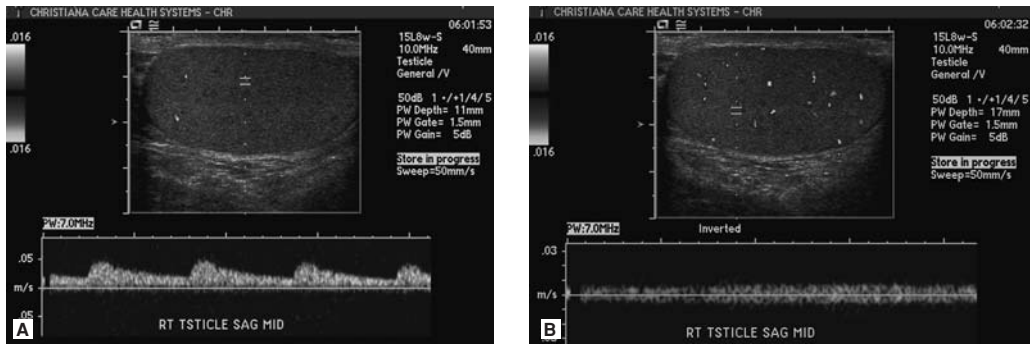 CHRISTIANA CARE HEALTH SYSTEMS - CHR
06:01:53
.016
.016
15L8w-S
10.0MHz 40mm
Testicle
General /V
50dB 1 •/+1/4/5
PW Depth= 11mm
PW Gate= 1.5mm
PW Gain= 5dB
Store in progress
Sweep=50mm/s
PW:7.0MHz
.05
m/s
.05
RT TSTICLE SAG MID
A
CHRISTIANA CARE HEALTH SYSTEMS - CHR
06:02:32
.016
.016
15L8w-S
10.0MHz 40mm
Testicle
General /V
50dB 1 •/+1/4/5
PW Depth= 17mm
PW Gate= 1.5mm
PW Gain= 5dB
Store in progress
Sweep=50mm/s
PW:7.0MHz
Inverted
.03
m/s
RT TSTICLE SAG MID
B